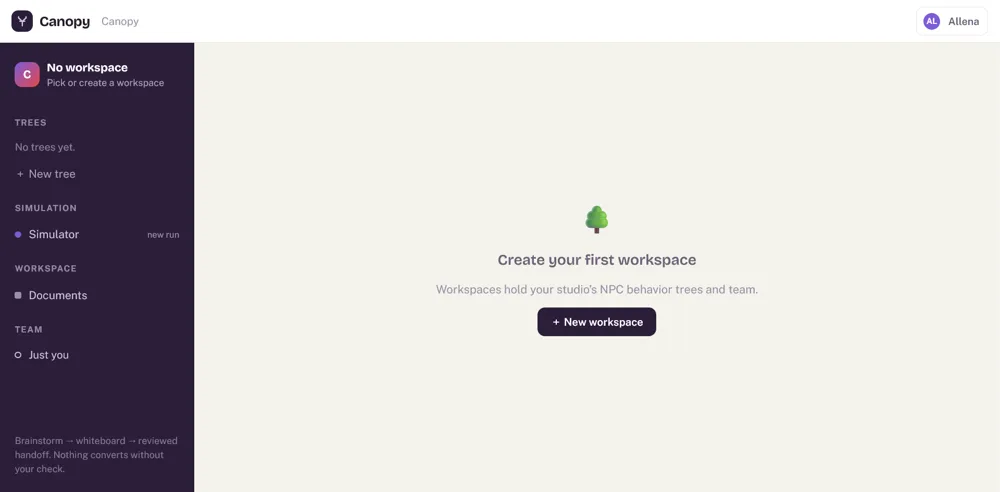 Canopy Canopy
AL Allena
C
No workspace
Pick or create a workspace
TREES
No trees yet.
+ New tree
SIMULATION
Simulator new run
WORKSPACE
Documents
TEAM
Just you
Brainstorm → whiteboard → reviewed
handoff. Nothing converts without
your check.
Create your first workspace
Workspaces hold your studio's NPC behavior trees and team.
+ New workspace